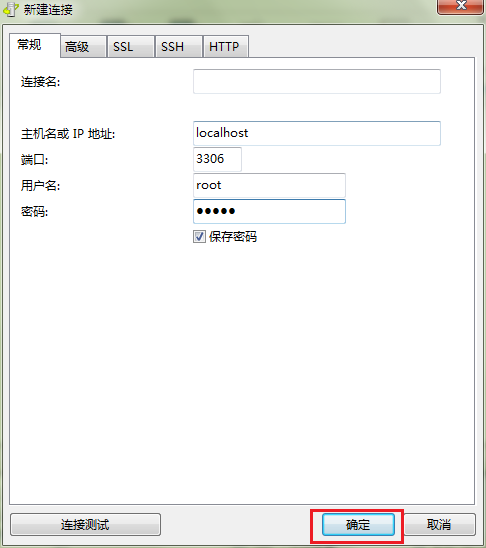 新建连接
常规 高级 SSL SSH HTTP
连接名:
主机名或 IP 地址: localhost
端口: 3306
用户名: root
密码: ●●●●●
保存密码
连接测试 确定 取消